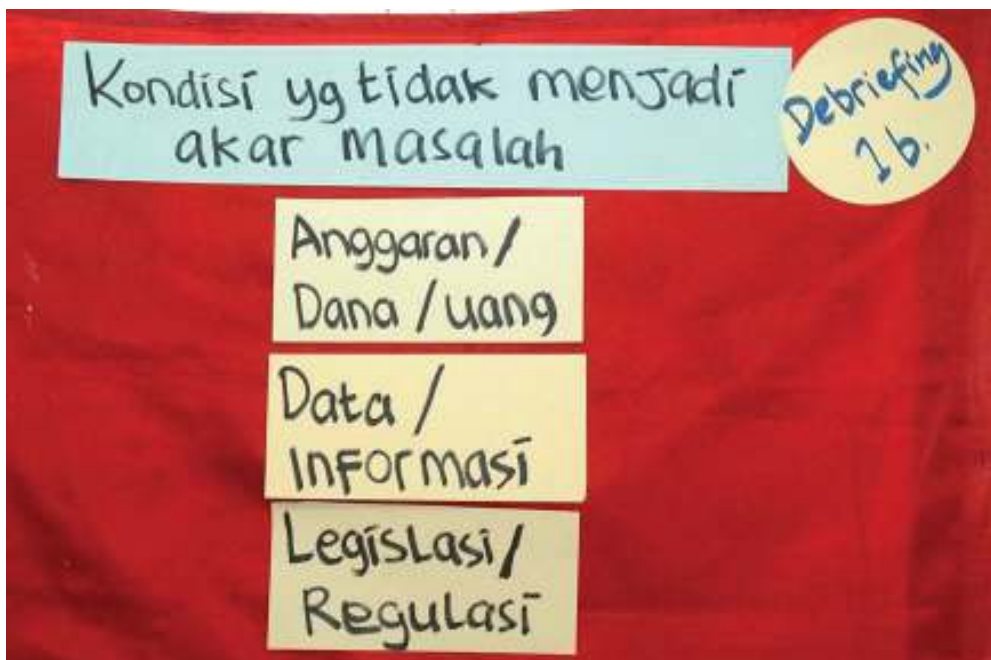 Kondisi yg tidak menjadi
akar masalah
Debriefing
1b.
Anggaran /
Dana / uang
Data /
Informasi
Legislasi /
Regulasi